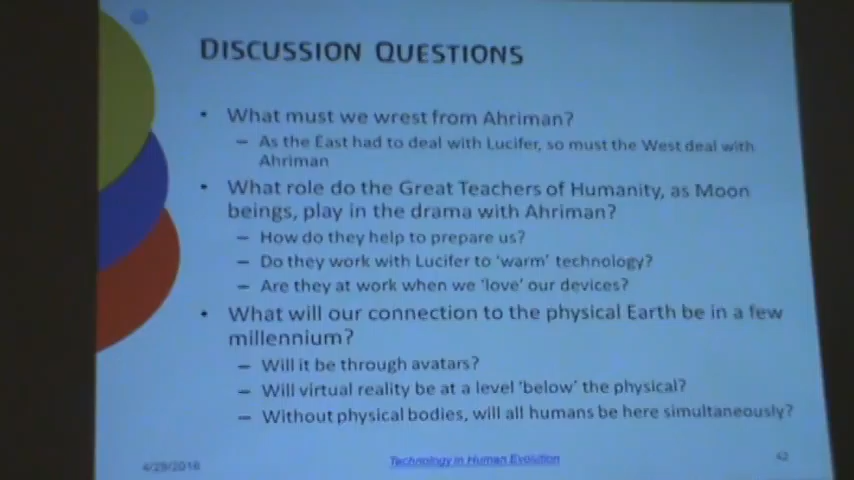 DISCUSSION QUESTIONS
• What must we wrest from Ahriman?
– As the East had to deal with Lucifer, so must the West deal with
Ahriman
• What role do the Great Teachers of Humanity, as Moon
beings, play in the drama with Ahriman?
– How do they help to prepare us?
– Do they work with Lucifer to 'warm' technology?
– Are they at work when we 'love' our devices?
• What will our connection to the physical Earth be in a few
millennium?
– Will it be through avatars?
– Will virtual reality be at a level 'below' the physical?
– Without physical bodies, will all humans be here simultaneously?
4/29/2016 Technology in Human Evolution 42